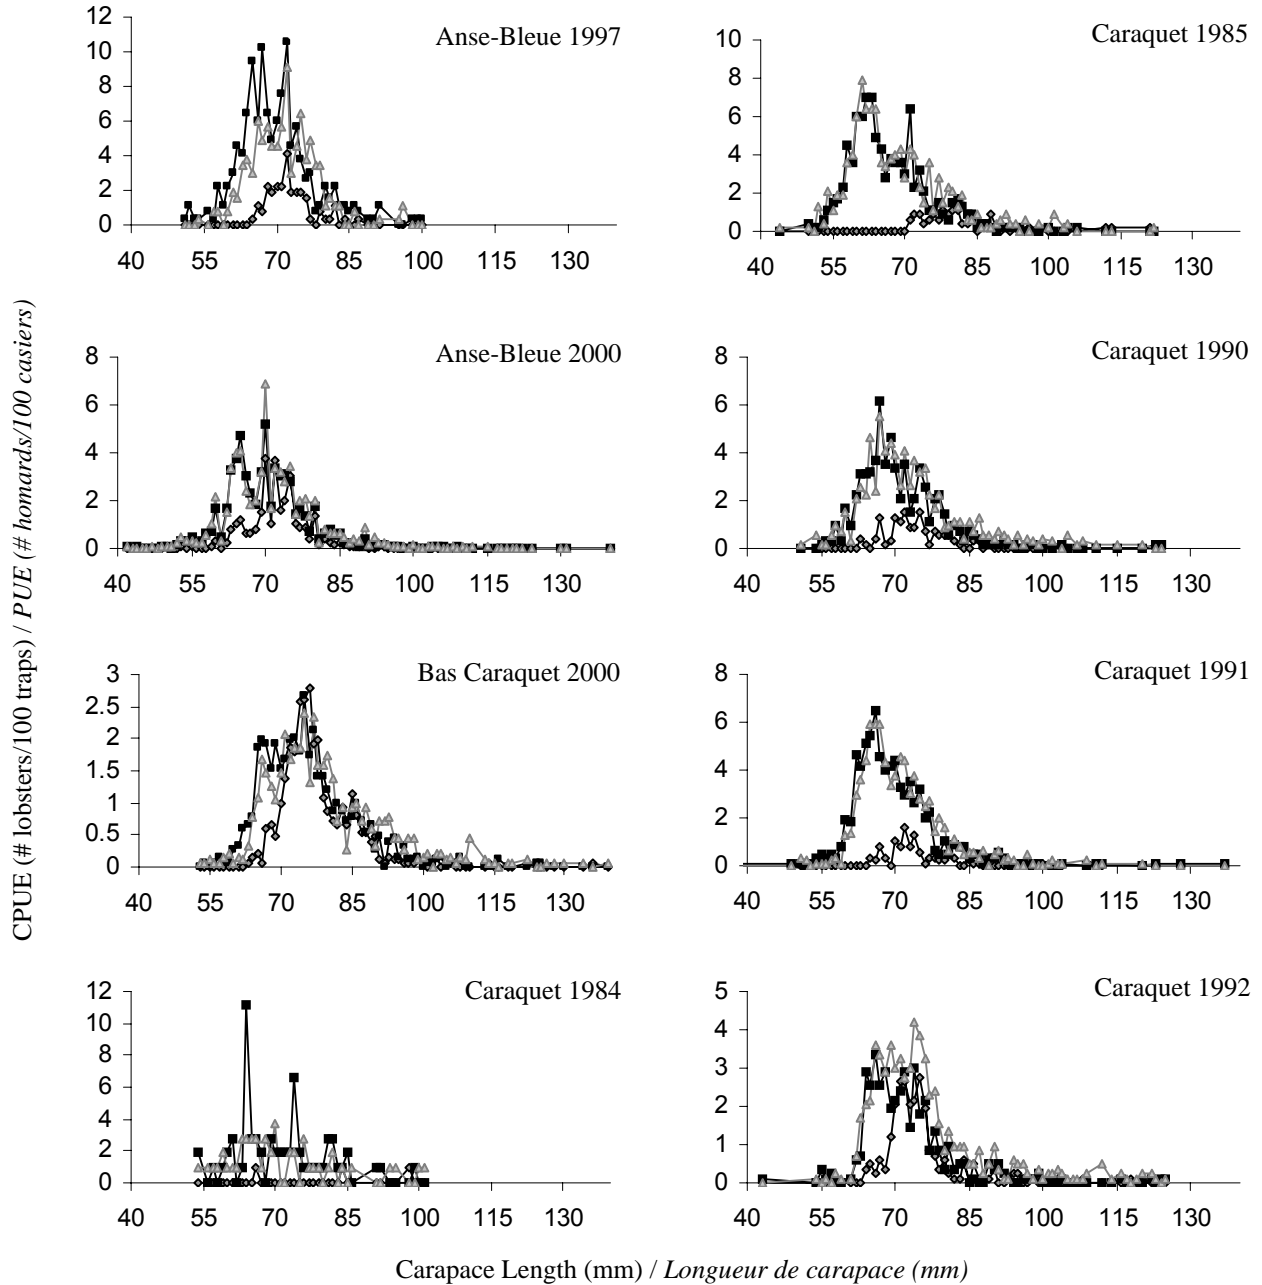 CPUE (# lobsters/100 traps) / PUE (# homards/100 casiers)
Anse-Bleue 1997
12
10
8
6
4
2
0
40 55 70 85 100 115 130
Caraquet 1985
10
8
6
4
2
0
40 55 70 85 100 115 130
Anse-Bleue 2000
8
6
4
2
0
40 55 70 85 100 115 130
Caraquet 1990
8
6
4
2
0
40 55 70 85 100 115 130
Bas Caraquet 2000
3
2.5
2
1.5
1
0.5
0
40 55 70 85 100 115 130
Caraquet 1991
8
6
4
2
0
40 55 70 85 100 115 130
Caraquet 1984
12
10
8
6
4
2
0
40 55 70 85 100 115 130
Caraquet 1992
5
4
3
2
1
0
40 55 70 85 100 115 130
Carapace Length (mm) / Longueur de carapace (mm)